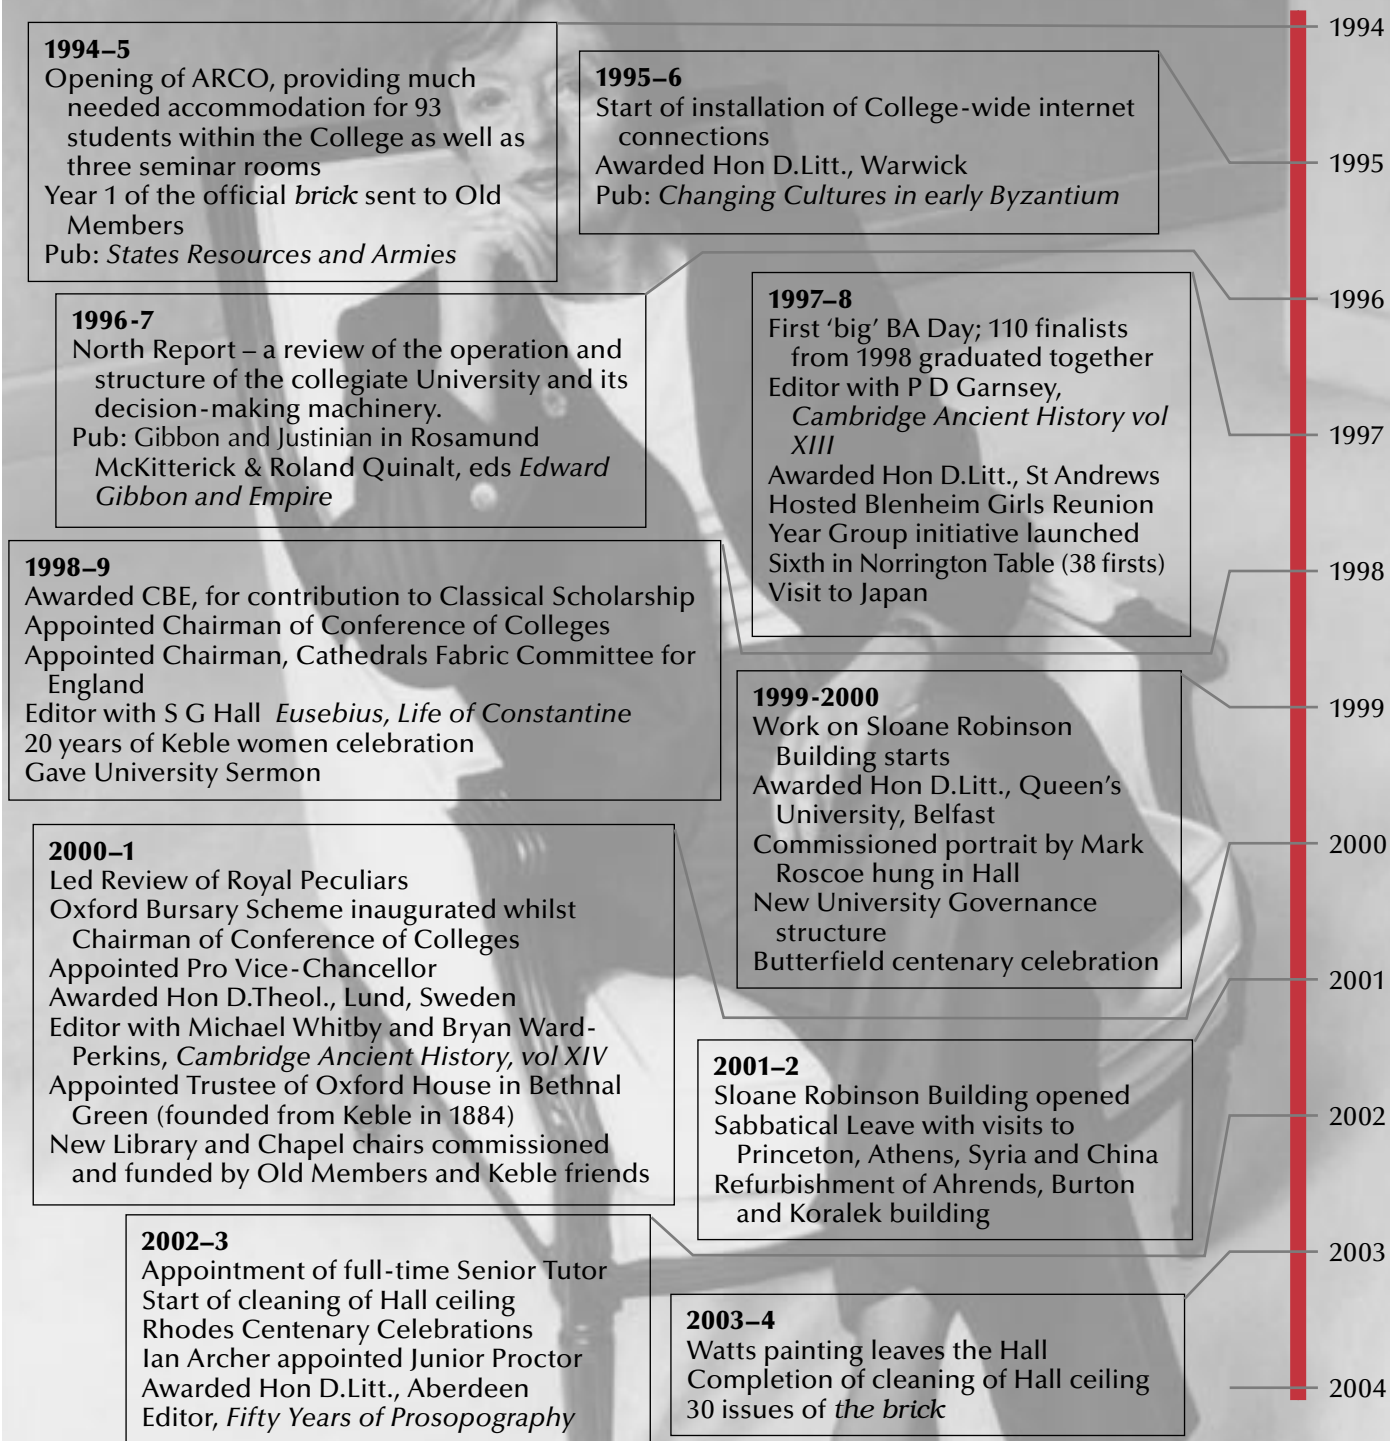 1994–5
Opening of ARCO, providing much
needed accommodation for 93
students within the College as well as
three seminar rooms
Year 1 of the official brick sent to Old
Members
Pub: States Resources and Armies
1995–6
Start of installation of College-wide internet
connections
Awarded Hon D.Litt., Warwick
Pub: Changing Cultures in early Byzantium
1996-7
North Report – a review of the operation and
structure of the collegiate University and its
decision-making machinery.
Pub: Gibbon and Justinian in Rosamund
McKitterick & Roland Quinalt, eds Edward
Gibbon and Empire
1997–8
First ‘big’ BA Day; 110 finalists
from 1998 graduated together
Editor with P D Garnsey,
Cambridge Ancient History vol
XIII
Awarded Hon D.Litt., St Andrews
Hosted Blenheim Girls Reunion
Year Group initiative launched
Sixth in Norrington Table (38 firsts)
Visit to Japan
1998–9
Awarded CBE, for contribution to Classical Scholarship
Appointed Chairman of Conference of Colleges
Appointed Chairman, Cathedrals Fabric Committee for
England
Editor with S G Hall Eusebius, Life of Constantine
20 years of Keble women celebration
Gave University Sermon
1999-2000
Work on Sloane Robinson
Building starts
Awarded Hon D.Litt., Queen’s
University, Belfast
Commissioned portrait by Mark
Roscoe hung in Hall
New University Governance
structure
Butterfield centenary celebration
2000–1
Led Review of Royal Peculiars
Oxford Bursary Scheme inaugurated whilst
Chairman of Conference of Colleges
Appointed Pro Vice-Chancellor
Awarded Hon D.Theol., Lund, Sweden
Editor with Michael Whitby and Bryan Ward-
Perkins, Cambridge Ancient History, vol XIV
Appointed Trustee of Oxford House in Bethnal
Green (founded from Keble in 1884)
New Library and Chapel chairs commissioned
and funded by Old Members and Keble friends
2001–2
Sloane Robinson Building opened
Sabbatical Leave with visits to
Princeton, Athens, Syria and China
Refurbishment of Ahrends, Burton
and Koralek building
2002–3
Appointment of full-time Senior Tutor
Start of cleaning of Hall ceiling
Rhodes Centenary Celebrations
Ian Archer appointed Junior Proctor
Awarded Hon D.Litt., Aberdeen
Editor, Fifty Years of Prosopography
2003–4
Watts painting leaves the Hall
Completion of cleaning of Hall ceiling
30 issues of the brick
1994
1995
1996
1997
1998
1999
2000
2001
2002
2003
2004